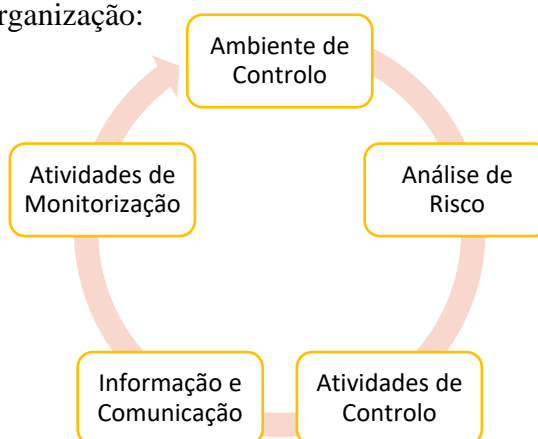 rganização:
Ambiente de
Controlo
Análise de
Risco
Atividades de
Controlo
Informação e
Comunicação
Atividades de
Monitorização